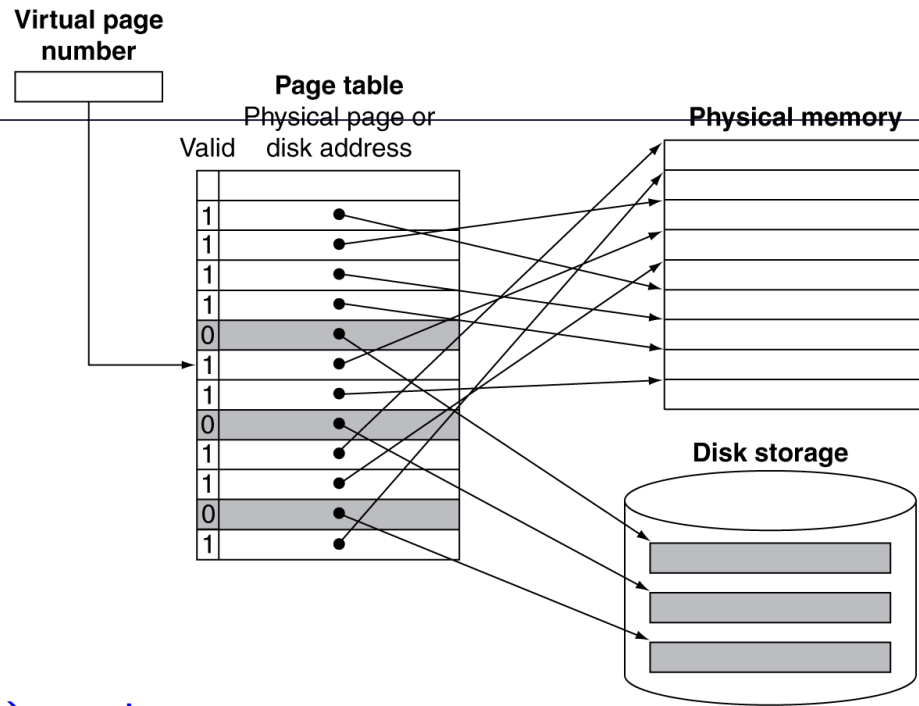 Virtual page
number
Page table
Physical page or
Valid disk address
Physical memory
1
1
1
1
0
1
1
0
1
1
0
1
Disk storage